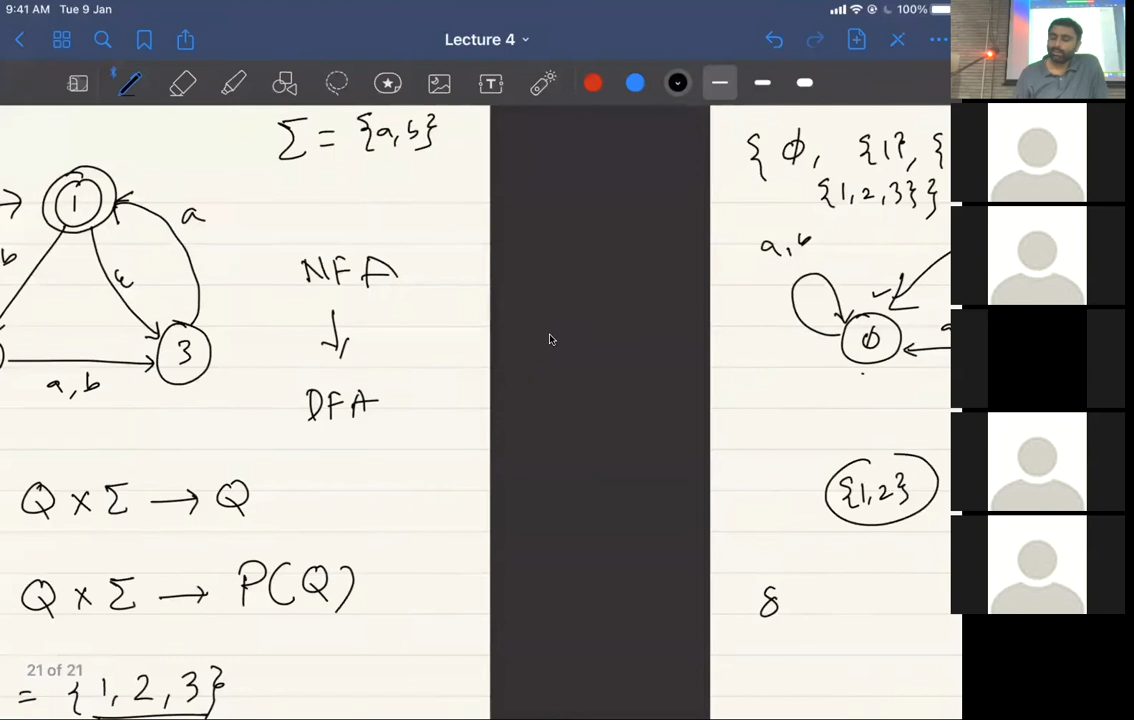 9:41 AM Tue 9 Jan
100%
Lecture 4
Σ = {a, b}
1
b
ε
a
3
a, b
NFA
↓
DFA
Q × Σ → Q
Q × Σ → P(Q)
21 of 21
= {1, 2, 3}
{ ϕ, {1}, {
{1, 2, 3}}
a, b
ϕ
a
{1, 2}
8